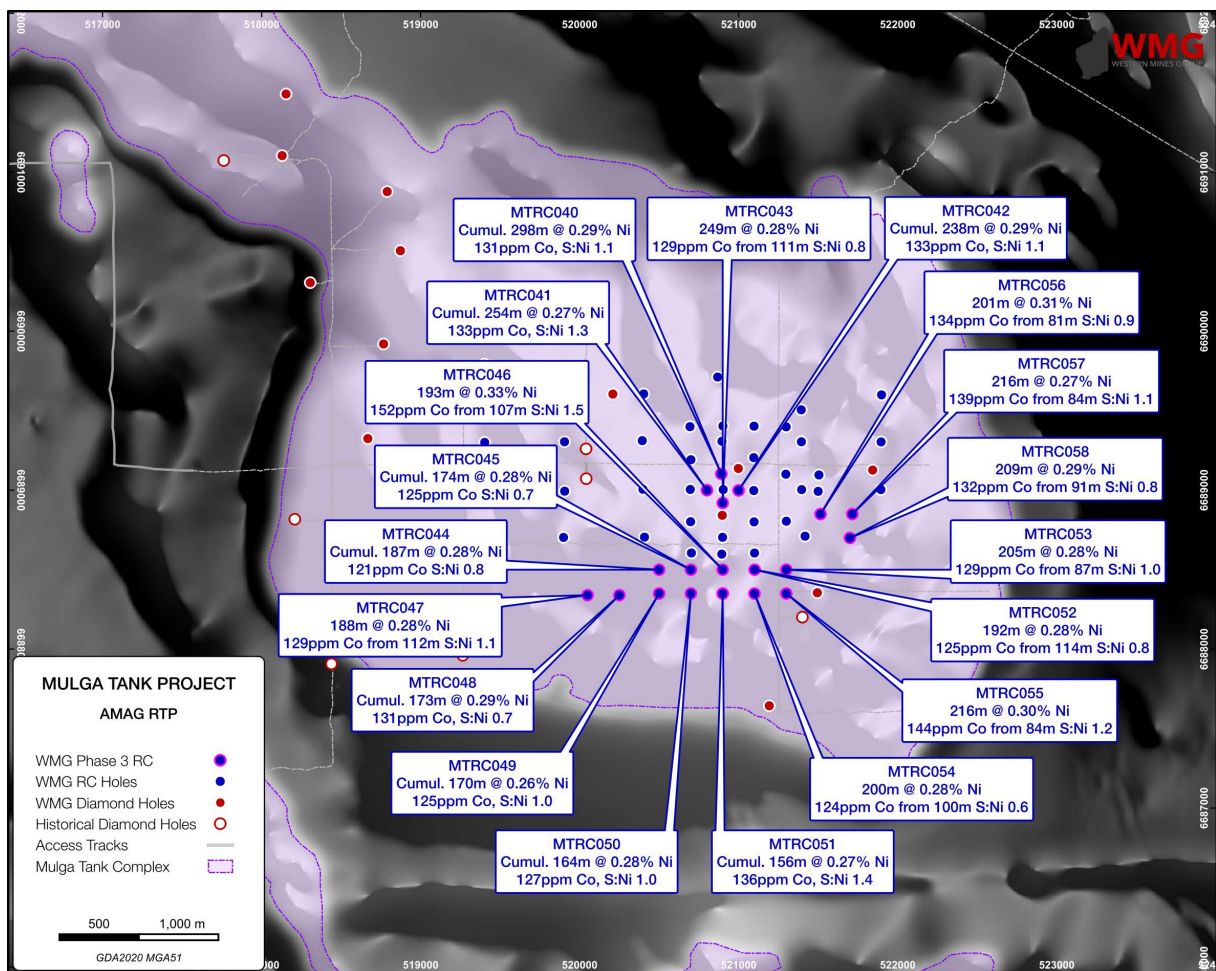 517000
518000
519000
520000
521000
522000
523000
WMG
WESTERN MINES GROUP
6691000
6690000
6689000
6688000
6687000
MTRC040
Cumul. 298m @ 0.29% Ni
131ppm Co, S:Ni 1.1
MTRC043
249m @ 0.28% Ni
129ppm Co from 111m S:Ni 0.8
MTRC042
Cumul. 238m @ 0.29% Ni
133ppm Co, S:Ni 1.1
MTRC041
Cumul. 254m @ 0.27% Ni
133ppm Co, S:Ni 1.3
MTRC056
201m @ 0.31% Ni
134ppm Co from 81m S:Ni 0.9
MTRC046
193m @ 0.33% Ni
152ppm Co from 107m S:Ni 1.5
MTRC057
216m @ 0.27% Ni
139ppm Co from 84m S:Ni 1.1
MTRC045
Cumul. 174m @ 0.28% Ni
125ppm Co S:Ni 0.7
MTRC058
209m @ 0.29% Ni
132ppm Co from 91m S:Ni 0.8
MTRC044
Cumul. 187m @ 0.28% Ni
121ppm Co S:Ni 0.8
MTRC053
205m @ 0.28% Ni
129ppm Co from 87m S:Ni 1.0
MTRC047
188m @ 0.28% Ni
129ppm Co from 112m S:Ni 1.1
MTRC052
192m @ 0.28% Ni
125ppm Co from 114m S:Ni 0.8
MTRC048
Cumul. 173m @ 0.29% Ni
131ppm Co, S:Ni 0.7
MTRC055
216m @ 0.30% Ni
144ppm Co from 84m S:Ni 1.2
MTRC049
Cumul. 170m @ 0.26% Ni
125ppm Co, S:Ni 1.0
MTRC054
200m @ 0.28% Ni
124ppm Co from 100m S:Ni 0.6
MTRC050
Cumul. 164m @ 0.28% Ni
127ppm Co, S:Ni 1.0
MTRC051
Cumul. 156m @ 0.27% Ni
136ppm Co, S:Ni 1.4
MULGA TANK PROJECT
AMAG RTP
WMG Phase 3 RC
WMG RC Holes
WMG Diamond Holes
Historical Diamond Holes
Access Tracks
Mulga Tank Complex
500 1,000 m
GDA2020 MGA51
6691000
6690000
6689000
519000
520000
521000
522000
523000